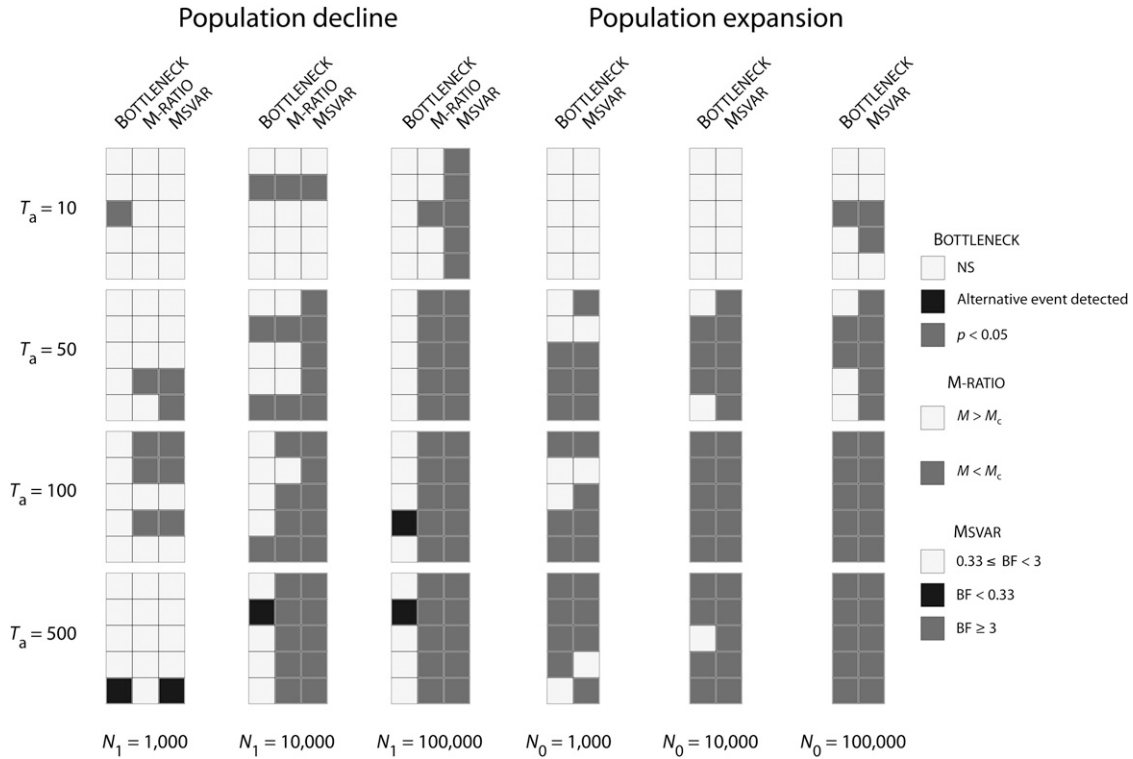 Population decline
Population expansion
BOTTLENECK
M-RATIO
MSVAR
BOTTLENECK
M-RATIO
MSVAR
BOTTLENECK
M-RATIO
MSVAR
BOTTLENECK
MSVAR
BOTTLENECK
MSVAR
BOTTLENECK
MSVAR
Ta = 10
Ta = 50
Ta = 100
Ta = 500
N1 = 1,000
N1 = 10,000
N1 = 100,000
N0 = 1,000
N0 = 10,000
N0 = 100,000
BOTTLENECK
NS
Alternative event detected
p < 0.05
M-RATIO
M > Mc
M < Mc
MSVAR
0.33 ≤ BF < 3
BF < 0.33
BF ≥ 3